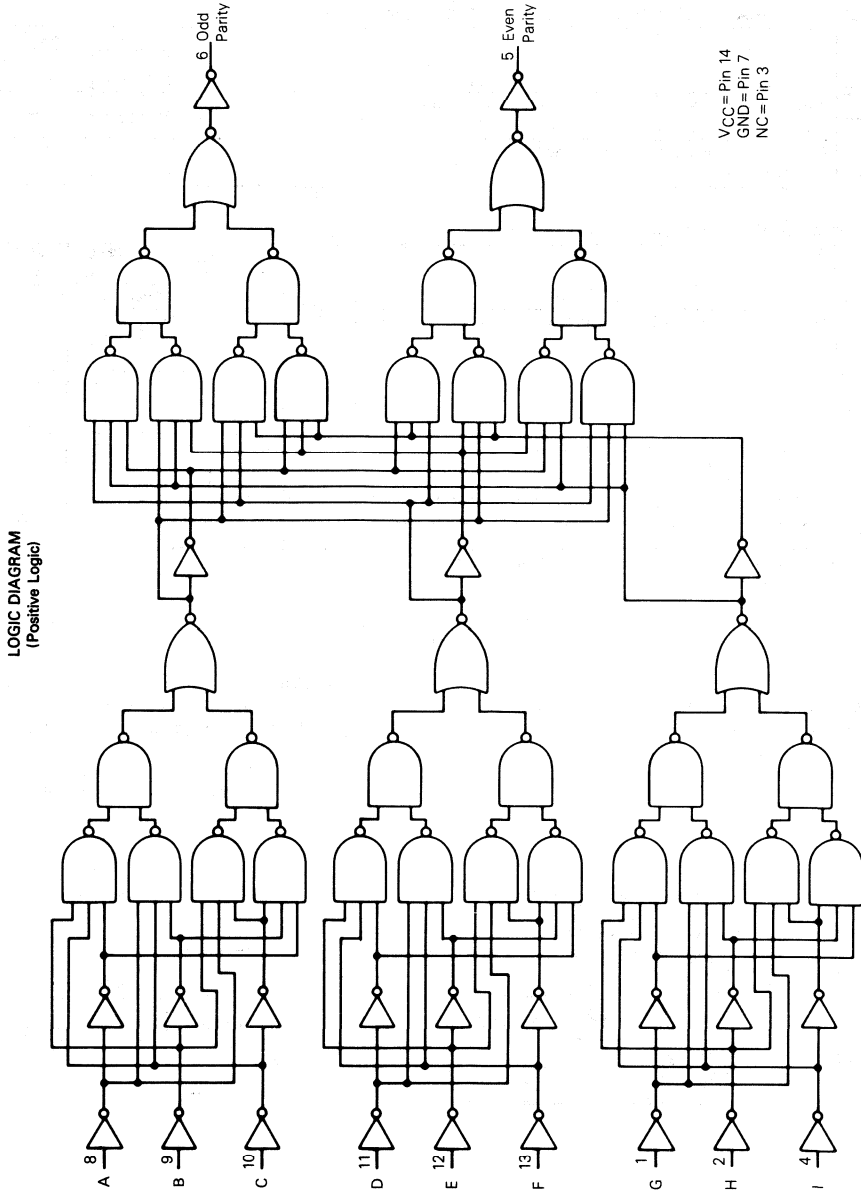 LOGIC DIAGRAM
(Positive Logic)
A 8
B 9
C 10
D 11
E 12
F 13
G 1
H 2
I 4
6 Odd
Parity
5 Even
Parity
VCC = Pin 14
GND = Pin 7
NC = Pin 3